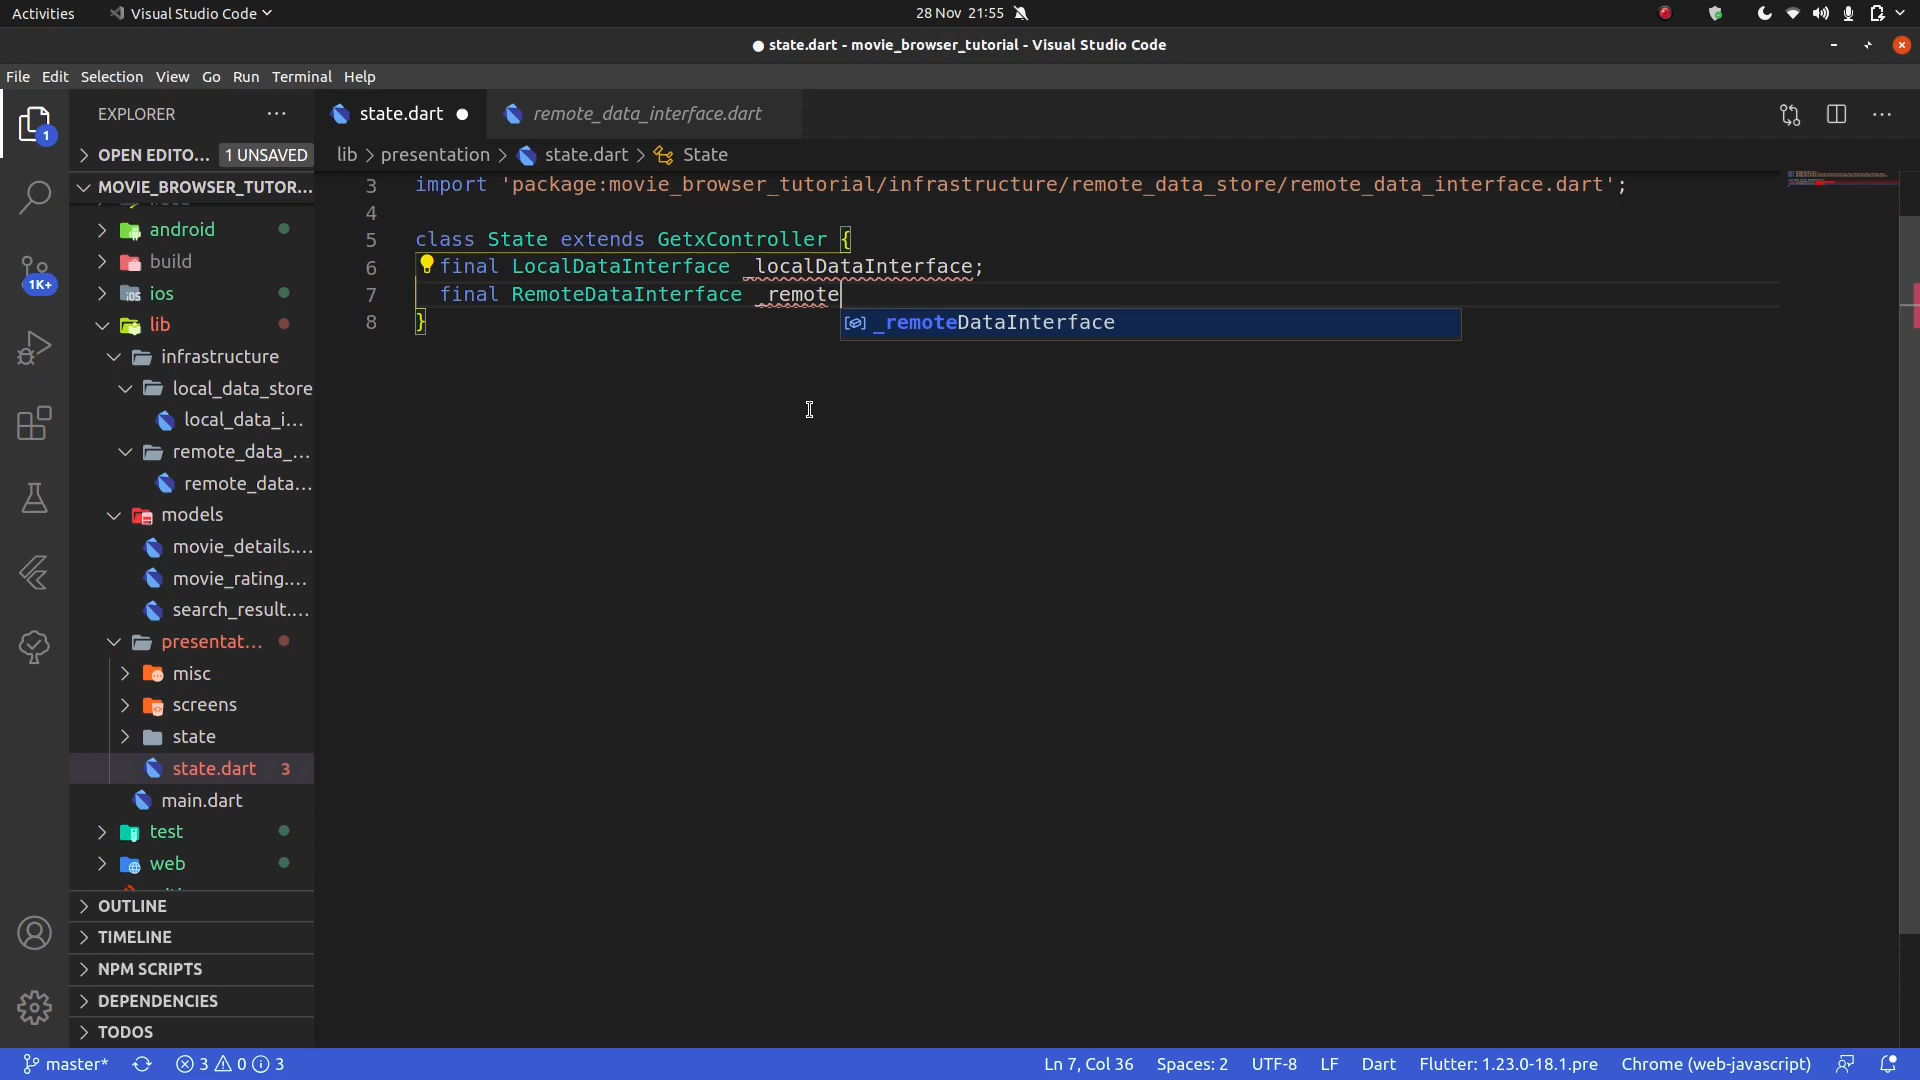 Activities
Visual Studio Code
28 Nov 21:55
● state.dart - movie_browser_tutorial - Visual Studio Code
File Edit Selection View Go Run Terminal Help
1
1K+
EXPLORER
OPEN EDITO... 1 UNSAVED
MOVIE_BROWSER_TUTOR...
android
build
ios
lib
infrastructure
local_data_store
local_data_i...
remote_data_...
remote_data...
models
movie_details....
movie_rating....
search_result....
presentat...
misc
screens
state
state.dart 3
main.dart
test
web
OUTLINE
TIMELINE
NPM SCRIPTS
DEPENDENCIES
TODOS
state.dart
remote_data_interface.dart
lib > presentation > state.dart > State
3 import 'package:movie_browser_tutorial/infrastructure/remote_data_store/remote_data_interface.dart';
4
5 class State extends GetxController {
6 final LocalDataInterface _localDataInterface;
7 final RemoteDataInterface _remote
8 }
_remoteDataInterface
master* 3 0 3
Ln 7, Col 36 Spaces: 2 UTF-8 LF Dart Flutter: 1.23.0-18.1.pre Chrome (web-javascript)